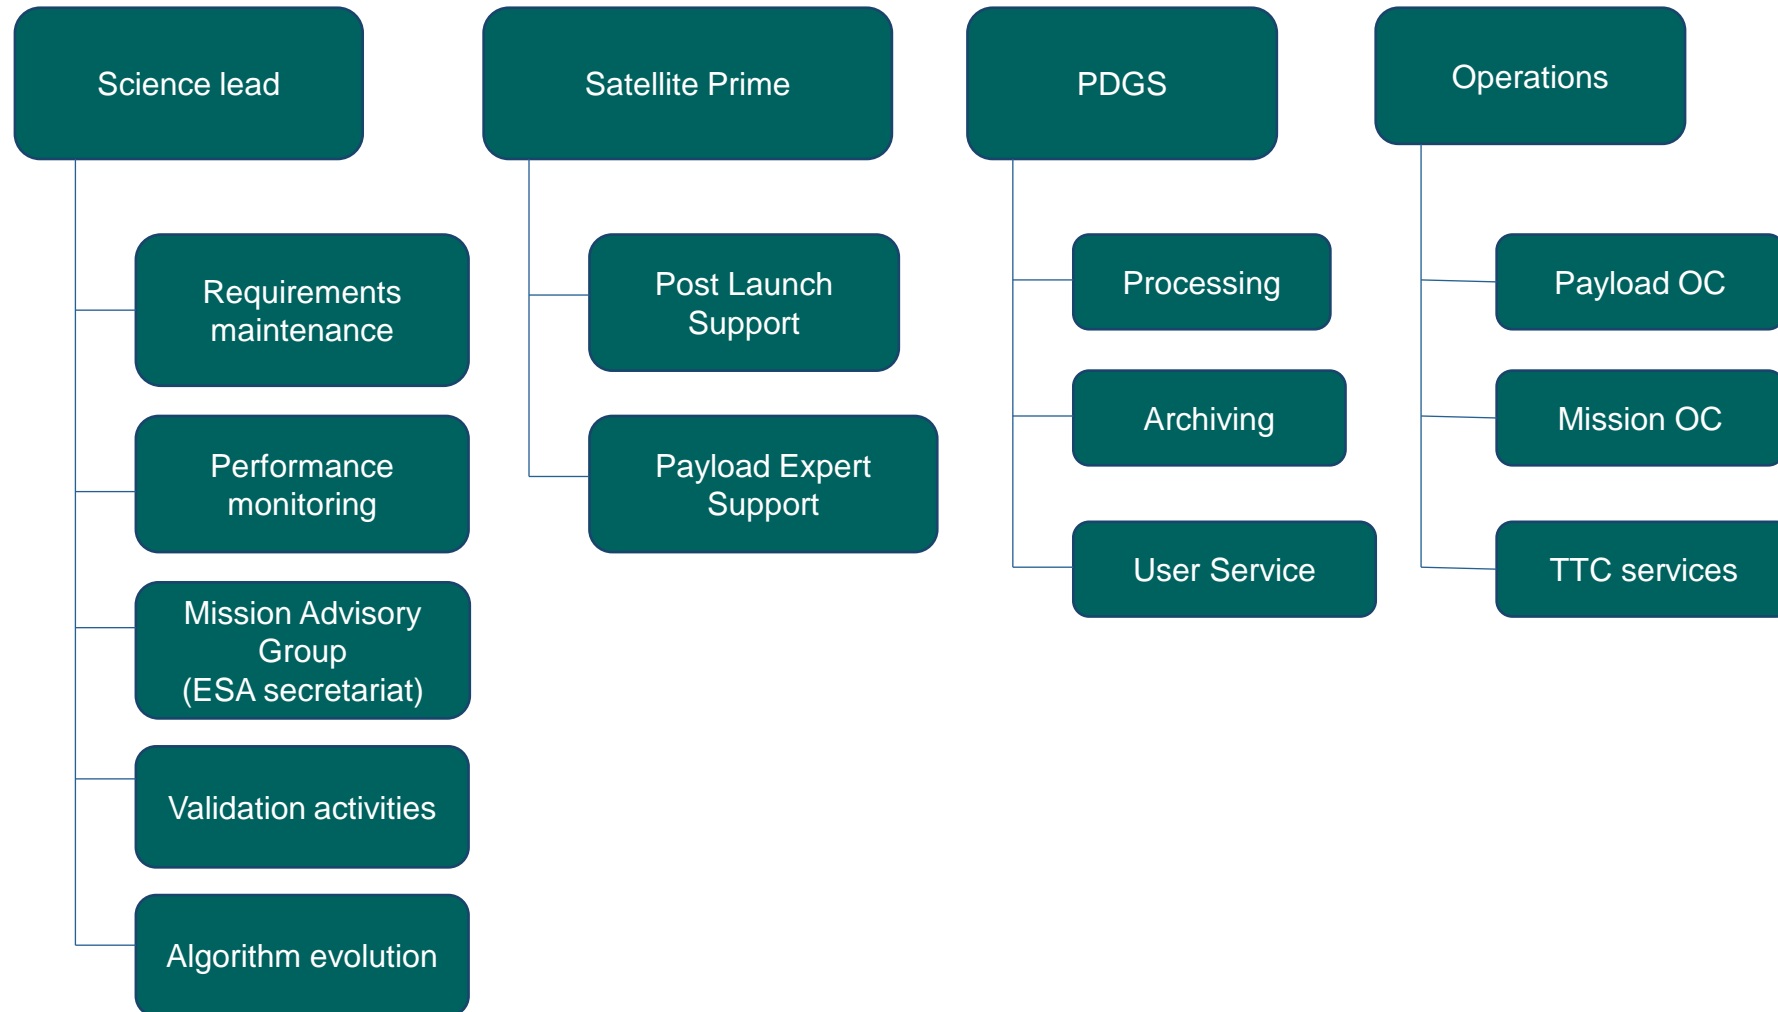 Science lead
Requirements
maintenance
Performance
monitoring
Mission Advisory
Group
(ESA secretariat)
Validation activities
Algorithm evolution
Satellite Prime
Post Launch
Support
Payload Expert
Support
PDGS
Processing
Archiving
User Service
Operations
Payload OC
Mission OC
TTC services